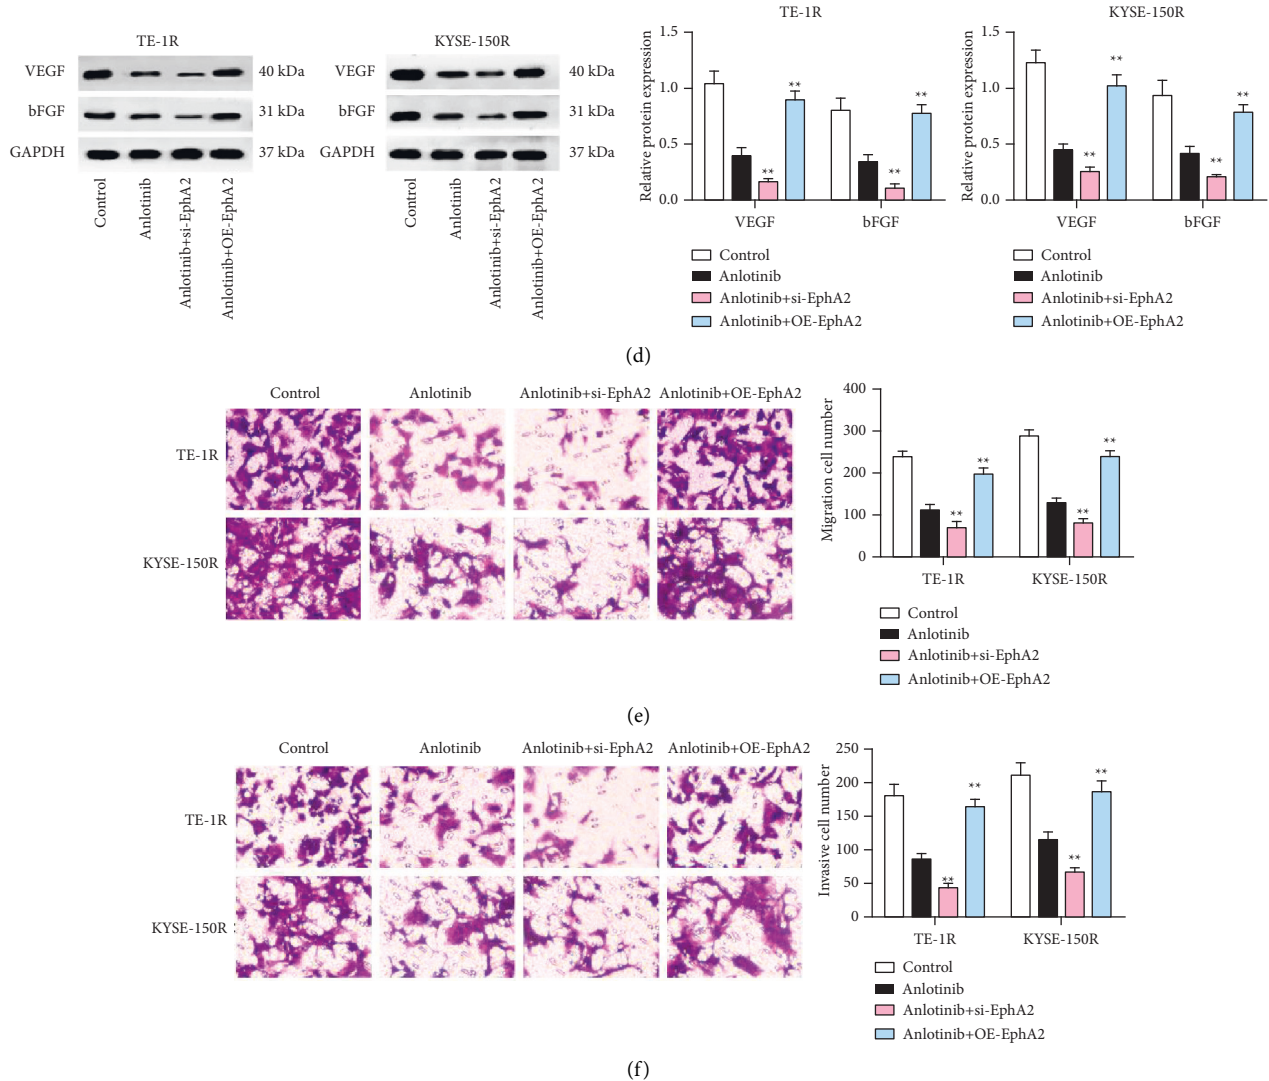 TE-1R
VEGF 40 kDa
bFGF 31 kDa
GAPDH 37 kDa
Control
Anlotinib
Anlotinib+si-EphA2
Anlotinib+OE-EphA2
KYSE-150R
VEGF 40 kDa
bFGF 31 kDa
GAPDH 37 kDa
Control
Anlotinib
Anlotinib+si-EphA2
Anlotinib+OE-EphA2
TE-1R
Relative protein expression
1.5
1.0
0.5
0.0
** ** ** **
VEGF bFGF
Control
Anlotinib
Anlotinib+si-EphA2
Anlotinib+OE-EphA2
KYSE-150R
Relative protein expression
1.5
1.0
0.5
0.0
** ** ** **
VEGF bFGF
Control
Anlotinib
Anlotinib+si-EphA2
Anlotinib+OE-EphA2
(d)
Control Anlotinib Anlotinib+si-EphA2 Anlotinib+OE-EphA2
TE-1R
KYSE-150R
Migration cell number
400
300
200
100
0
** ** ** **
TE-1R KYSE-150R
Control
Anlotinib
Anlotinib+si-EphA2
Anlotinib+OE-EphA2
(e)
Control Anlotinib Anlotinib+si-EphA2 Anlotinib+OE-EphA2
TE-1R
KYSE-150R
Invasive cell number
250
200
150
100
50
0
** ** ** **
TE-1R KYSE-150R
Control
Anlotinib
Anlotinib+si-EphA2
Anlotinib+OE-EphA2
(f)